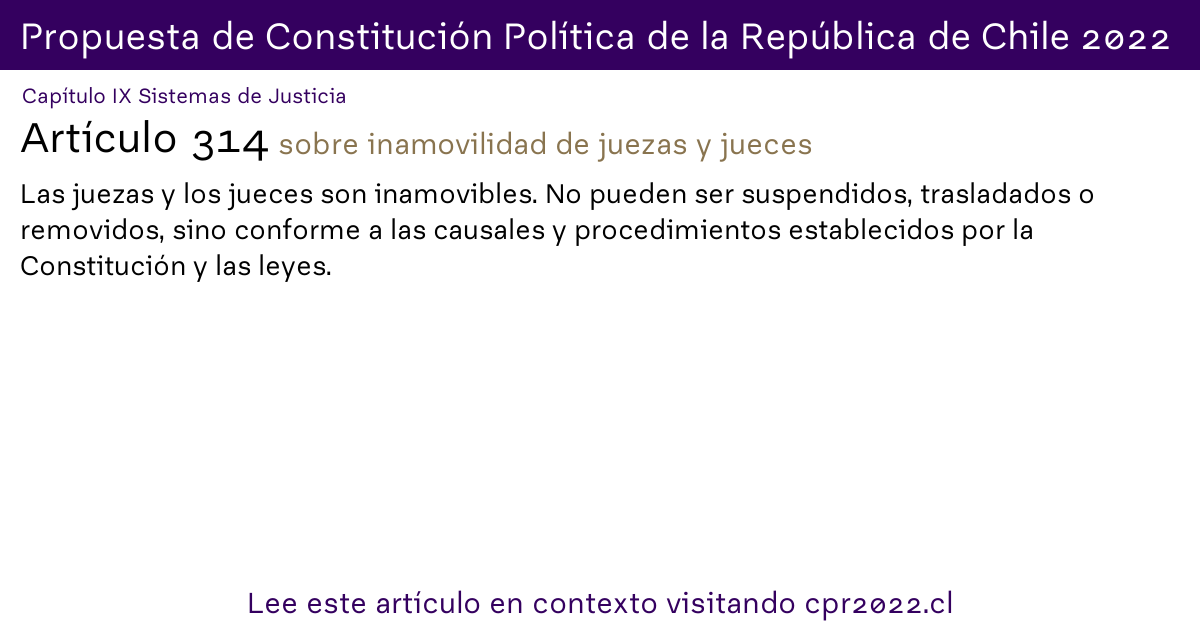 Propuesta de Constitución Política de la República de Chile 2022
Capítulo IX Sistemas de Justicia
Artículo 314 sobre inamovilidad de juezas y jueces
Las juezas y los jueces son inamovibles. No pueden ser suspendidos, trasladados o
removidos, sino conforme a las causales y procedimientos establecidos por la
Constitución y las leyes.
Lee este artículo en contexto visitando cpr2022.cl